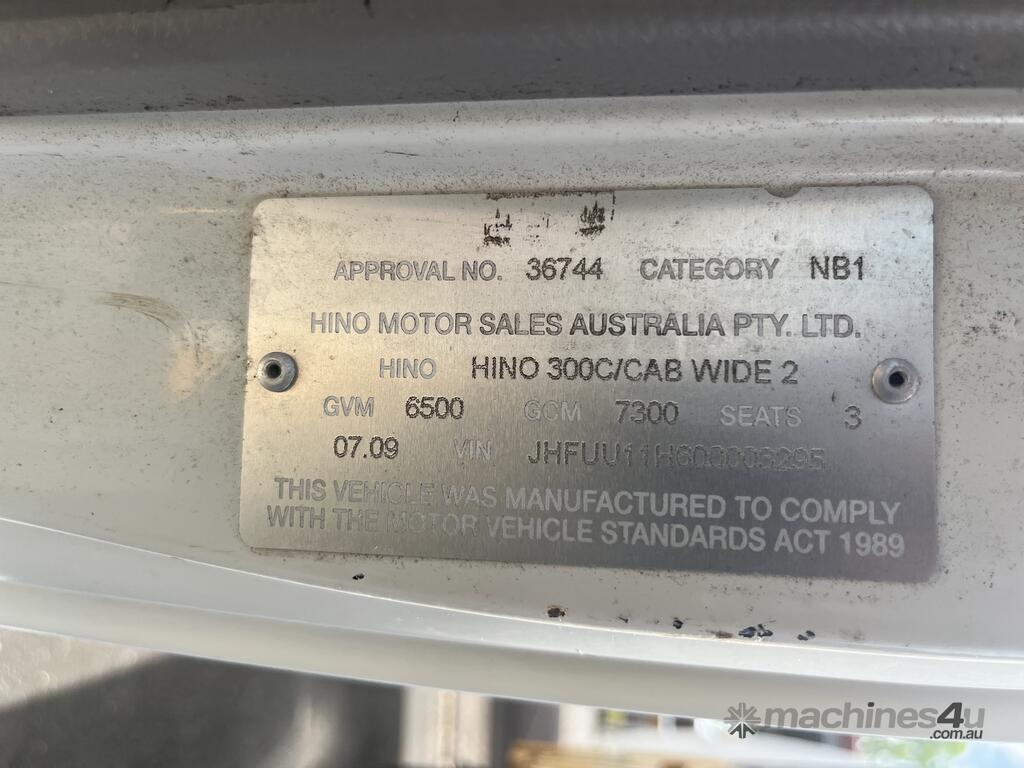 APPROVAL NO. 36744 CATEGORY NB1
HINO MOTOR SALES AUSTRALIA PTY. LTD.
HINO HINO 300C/CAB WIDE 2
GVM 6500 GCM 7300 SEATS 3
07.09 VIN JHFUU11H600006295
THIS VEHICLE WAS MANUFACTURED TO COMPLY
WITH THE MOTOR VEHICLE STANDARDS ACT 1989
machines4u
.com.au